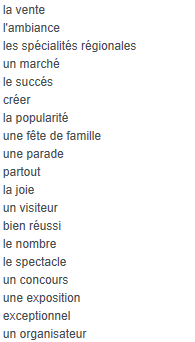 la vente
l'ambiance
les spécialités régionales
un marché
le succès
créer
la popularité
une fête de famille
une parade
partout
la joie
un visiteur
bien réussi
le nombre
le spectacle
un concours
une exposition
exceptionnel
un organisateur